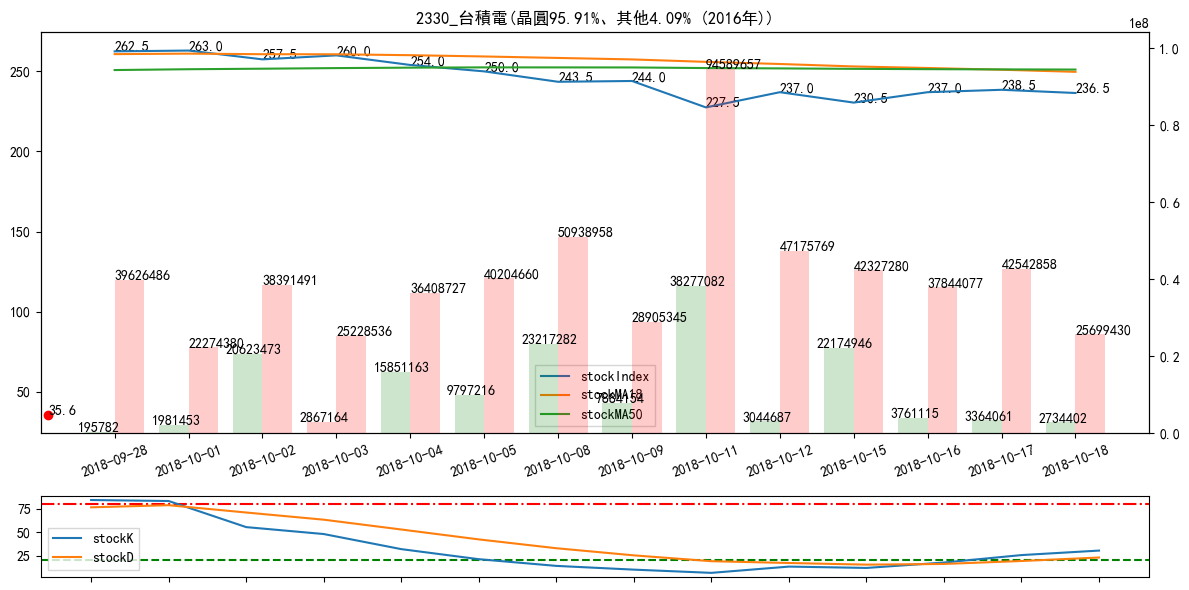 2330_台積電(晶圓95.91%、其他4.09% (2016年))
1e8
262.5 263.0 257.5 260.0 254.0 250.0 243.5 244.0 227.5 237.0 230.5 237.0 238.5 236.5
250
200
150
100
50
1.0
0.8
0.6
0.4
0.2
0.0
39626486 22274380 38391491 25228536 36408727 40204660 50938958 28905345 94589657 47175769 42327280 37844077 42542858 25699430
195782 1981453 20623473 2867164 15851163 9797216 23217282 7884154 38277082 3044687 22174946 3761115 3364061 2734402
35.6
stockIndex
stockMA18
stockMA50
2018-09-28 2018-10-01 2018-10-02 2018-10-03 2018-10-04 2018-10-05 2018-10-08 2018-10-09 2018-10-11 2018-10-12 2018-10-15 2018-10-16 2018-10-17 2018-10-18
75
50
25
stockK
stockD